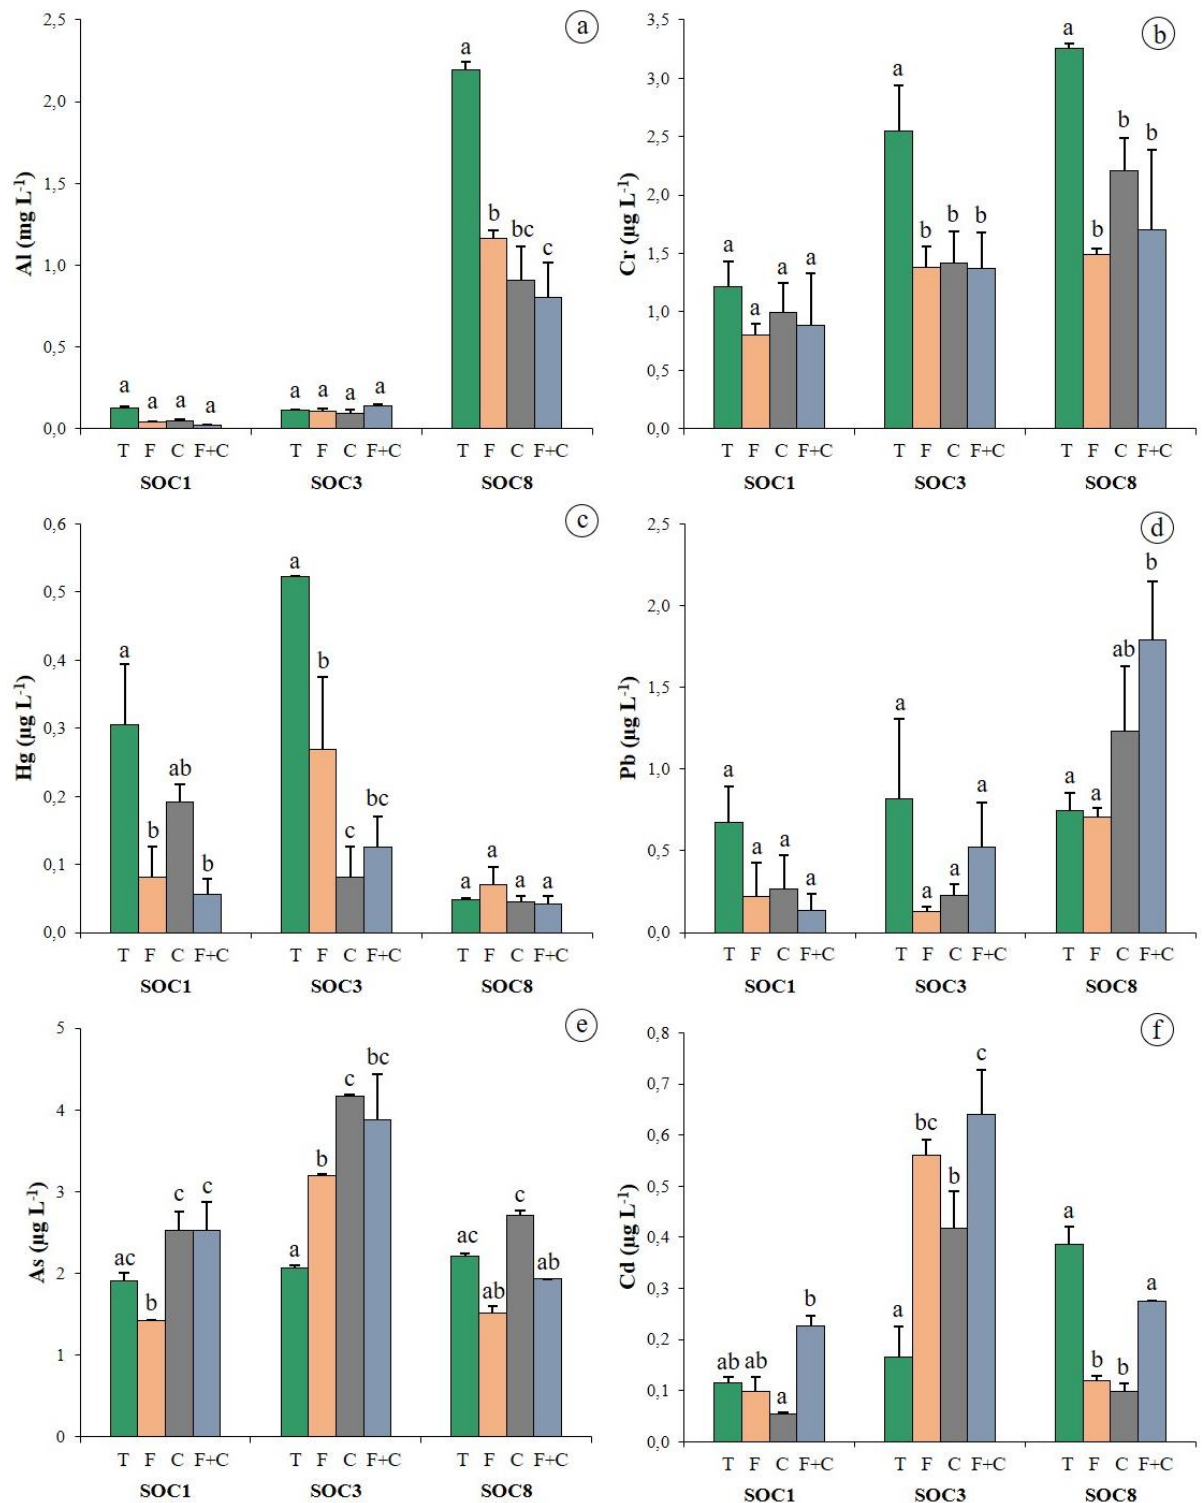 2,5
a
a
2,0
Al (mg L-1)
1,5
b
bc
c
1,0
0,5
a a a a
a a a a
0,0
T F C F+C T F C F+C T F C F+C
SOC1 SOC3 SOC8
3,5
b
a
3,0
a
2,5
b
b
Cr (µg L-1)
2,0
b b b
b
1,5
a
a
a
a
1,0
0,5
0,0
T F C F+C T F C F+C T F C F+C
SOC1 SOC3 SOC8
0,6
c
a
0,5
0,4
a
b
Hg (µg L-1)
0,3
ab
0,2
bc
b
b
c
a
a a a
0,1
0,0
T F C F+C T F C F+C T F C F+C
SOC1 SOC3 SOC8
2,5
d
b
2,0
ab
Pb (µg L-1)
1,5
a
1,0
a
a
a a
a
a
a
a
a
0,5
0,0
T F C F+C T F C F+C T F C F+C
SOC1 SOC3 SOC8
5
e
bc
c
4
b
As (µg L-1)
3
c c
c
ac
a
ac
2
b
ab
ab
1
0
T F C F+C T F C F+C T F C F+C
SOC1 SOC3 SOC8
0,8
f
c
0,7
bc
0,6
b
Cd (µg L-1)
0,5
a
0,4
0,3
b
a
a
0,2
ab ab
a
b b
0,1
0,0
T F C F+C T F C F+C T F C F+C
SOC1 SOC3 SOC8